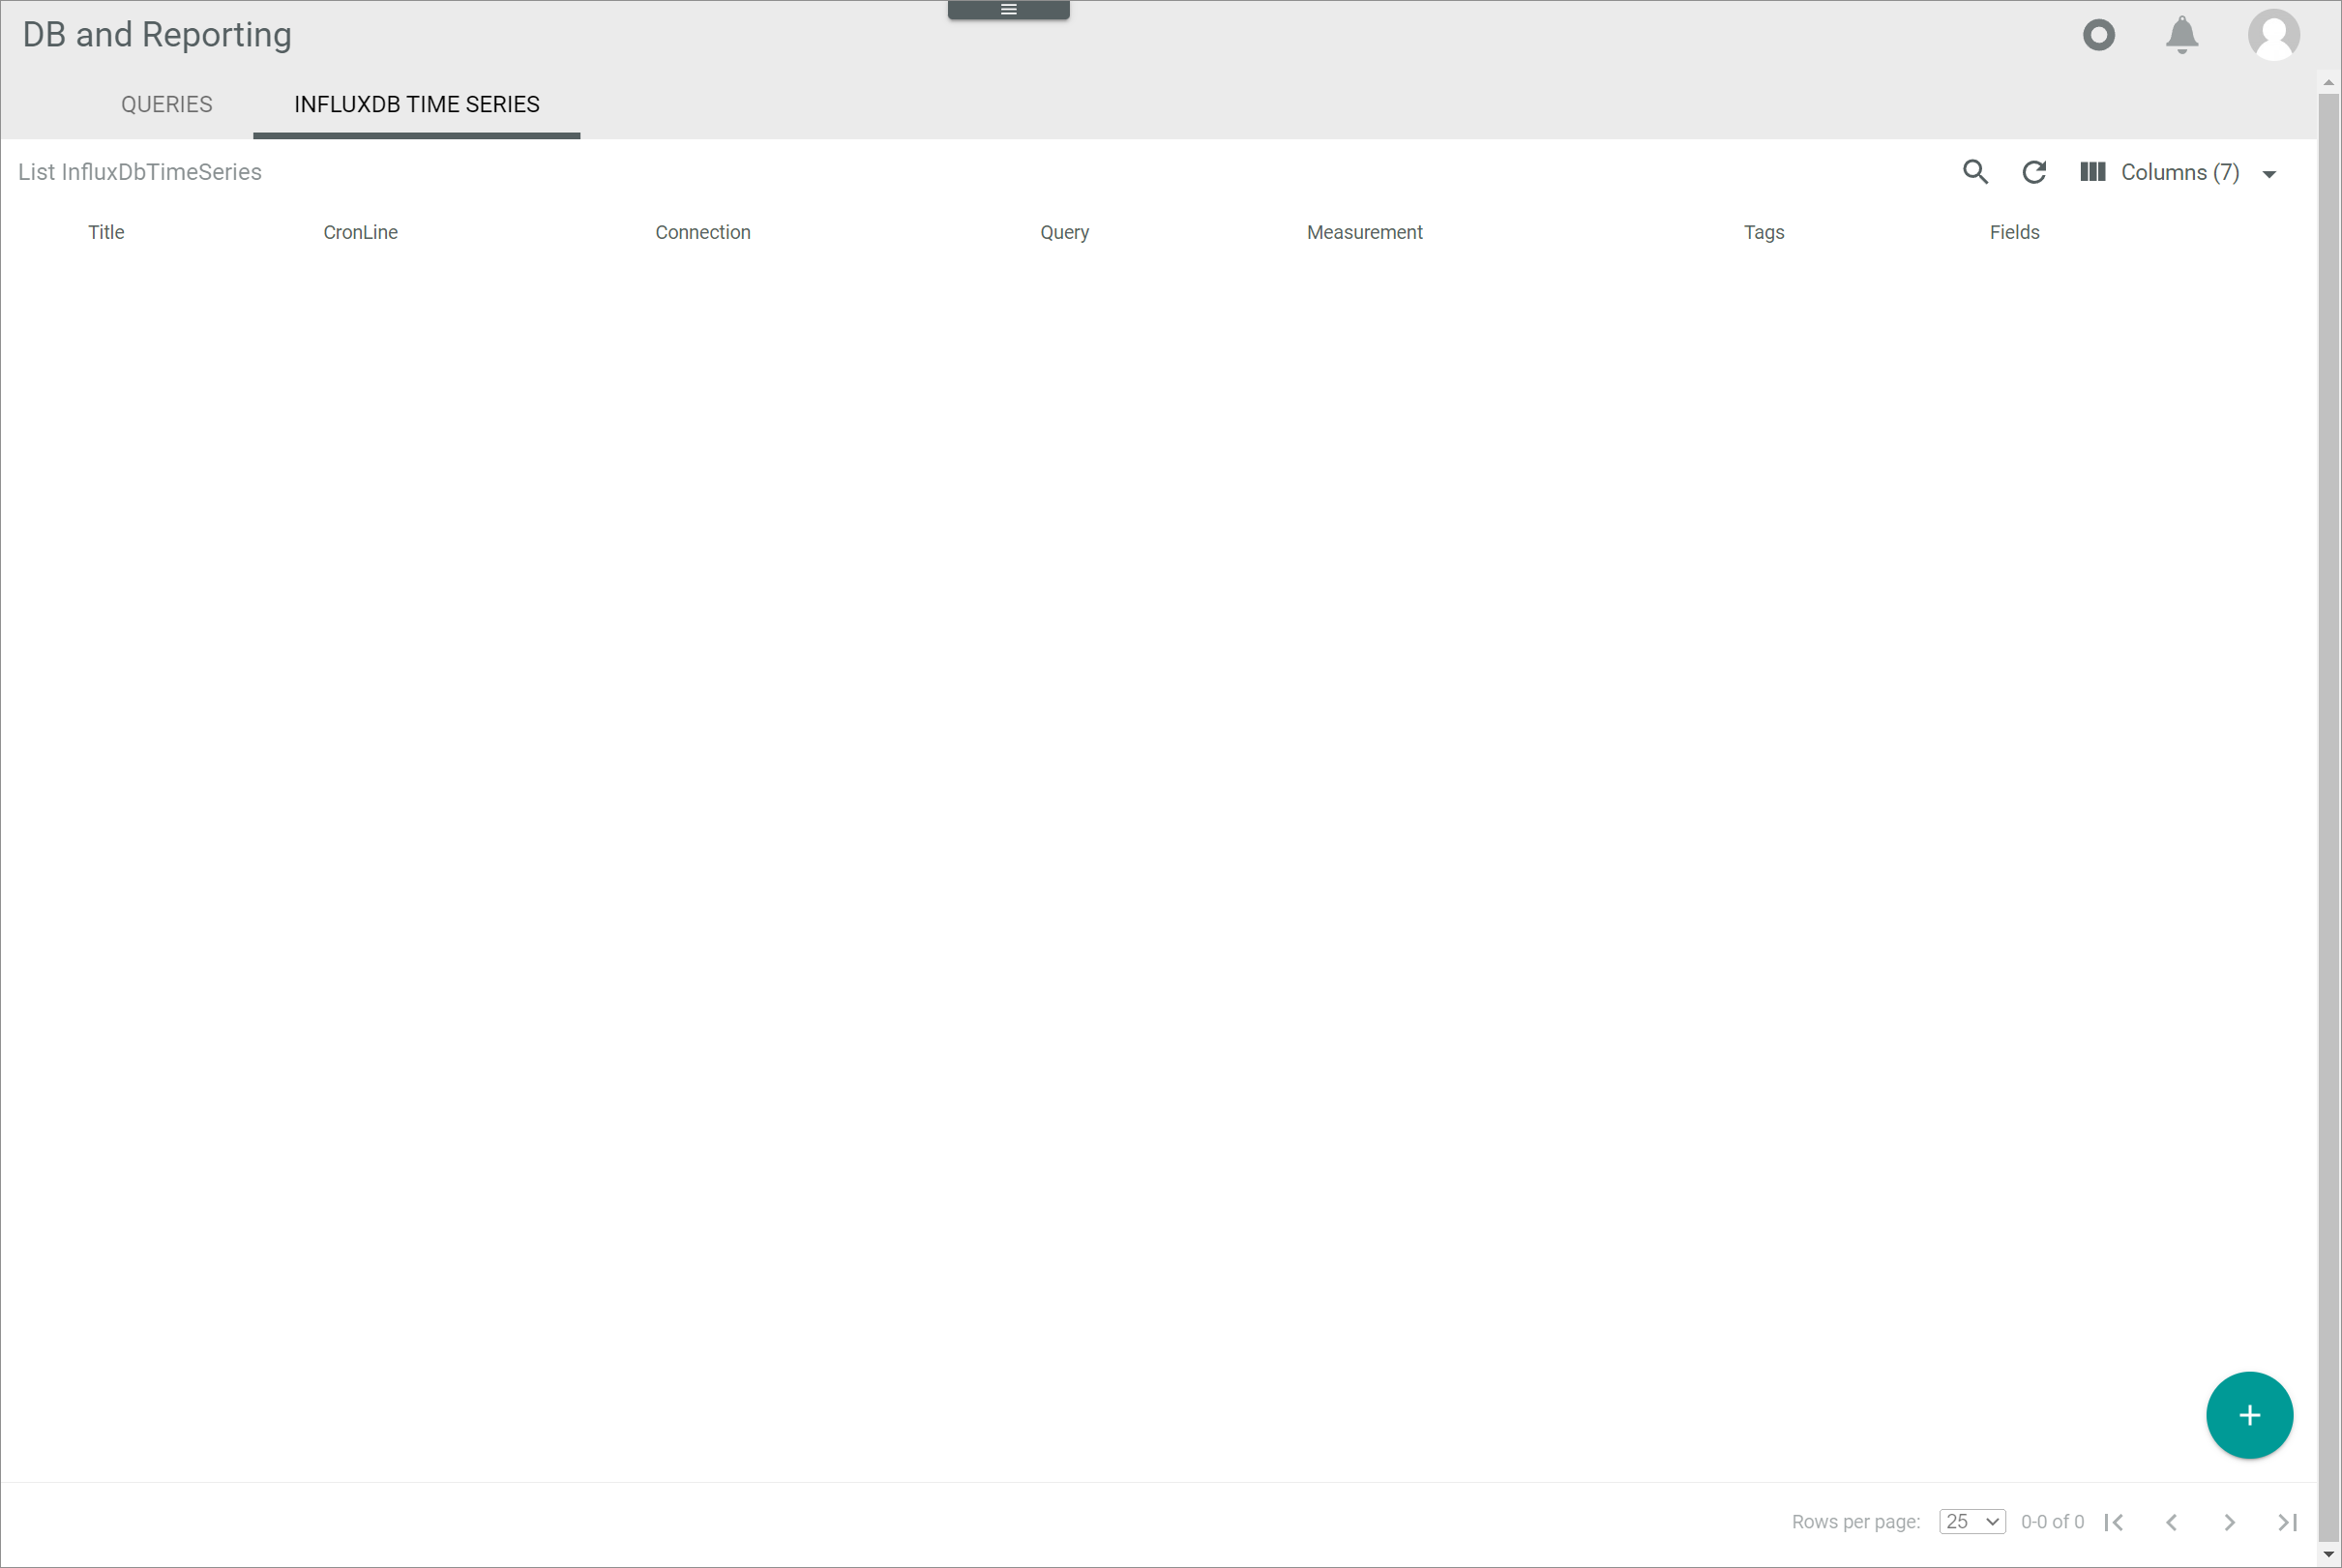 DB and Reporting
QUERIES INFLUXDB TIME SERIES
List InfluxDbTimeSeries Columns (7)
Title CronLine Connection Query Measurement Tags Fields
Rows per page: 25 0-0 of 0